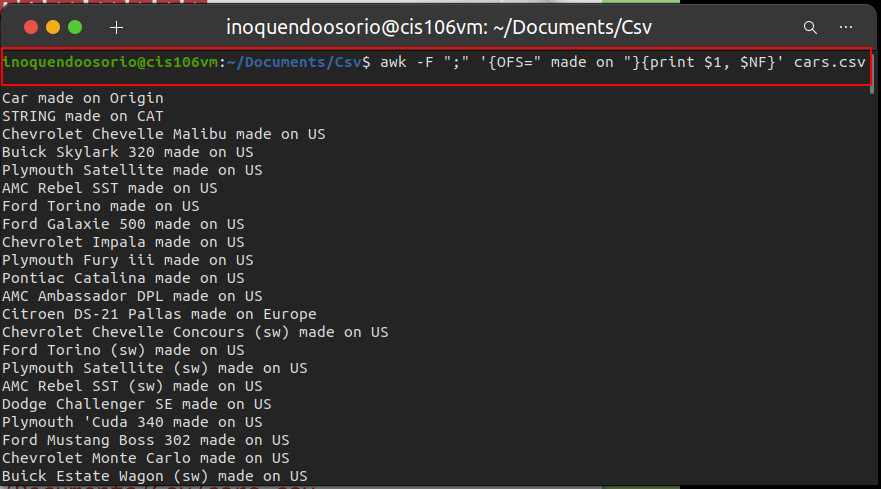 inoquendoosorio@cis106vm: ~/Documents/Csv
inoquendoosorio@cis106vm:~/Documents/Csv$ awk -F ";" '{OFS=" made on "}{print $1, $NF}' cars.csv
Car made on Origin
STRING made on CAT
Chevrolet Chevelle Malibu made on US
Buick Skylark 320 made on US
Plymouth Satellite made on US
AMC Rebel SST made on US
Ford Torino made on US
Ford Galaxie 500 made on US
Chevrolet Impala made on US
Plymouth Fury iii made on US
Pontiac Catalina made on US
AMC Ambassador DPL made on US
Citroen DS-21 Pallas made on Europe
Chevrolet Chevelle Concours (sw) made on US
Ford Torino (sw) made on US
Plymouth Satellite (sw) made on US
AMC Rebel SST (sw) made on US
Dodge Challenger SE made on US
Plymouth 'Cuda 340 made on US
Ford Mustang Boss 302 made on US
Chevrolet Monte Carlo made on US
Buick Estate Wagon (sw) made on US